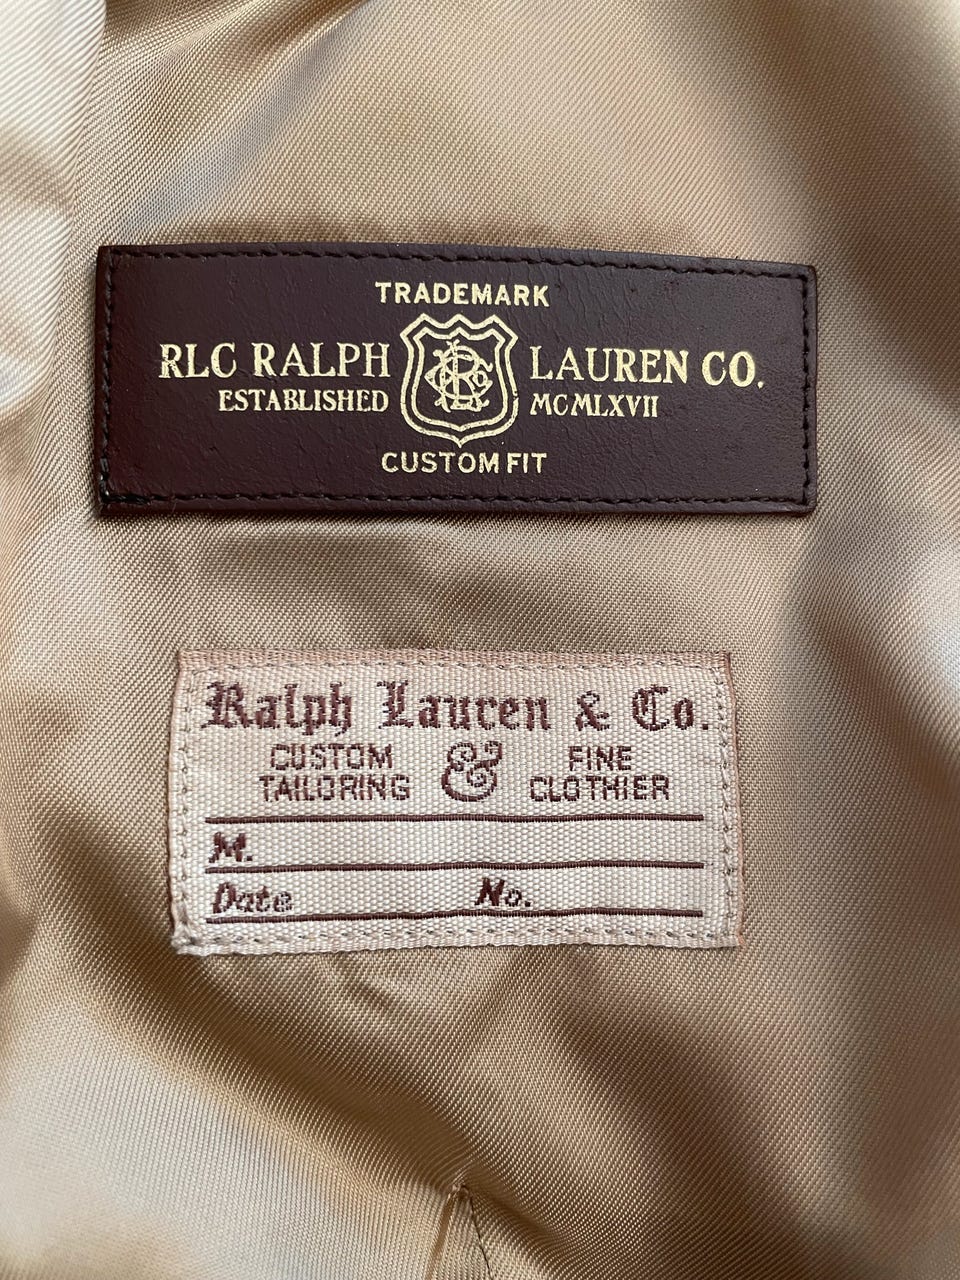 TRADEMARK
RLC RALPH LAUREN CO.
ESTABLISHED MCMLXVII
CUSTOM FIT
Ralph Lauren & Co.
CUSTOM TAILORING & FINE CLOTHIER
M.
Date No.